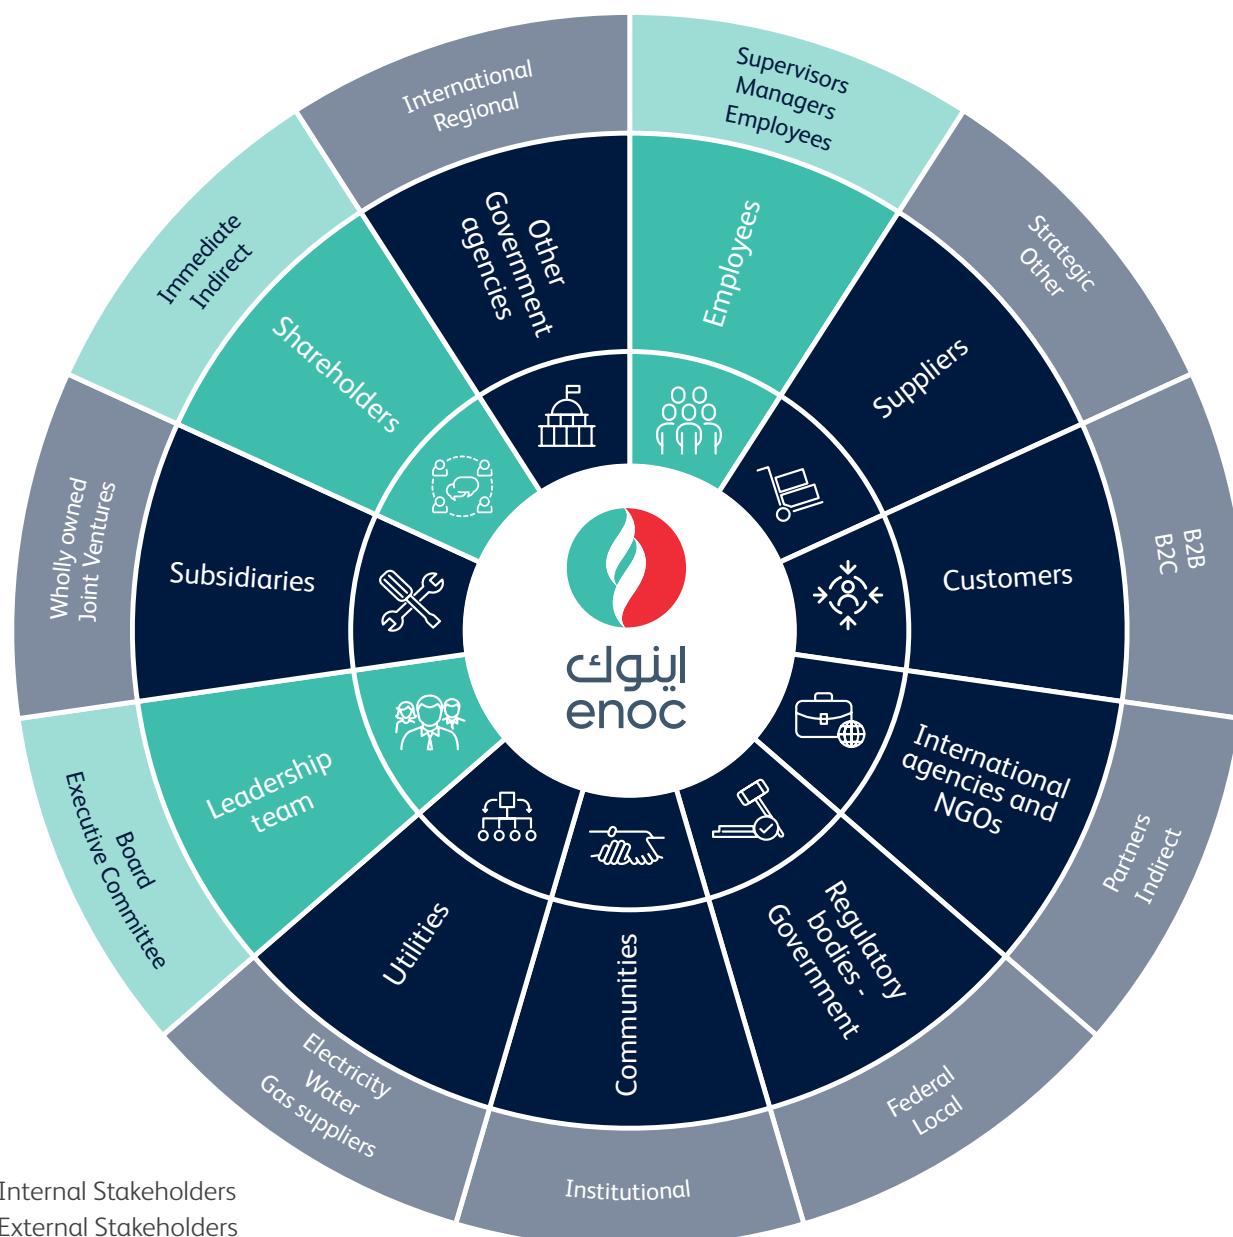 Supervisors
Managers
Employees
Employees
Strategic
Other
Suppliers
B2B
B2C
Customers
Partners
Indirect
International
agencies and
NGOs
Federal
Local
Regulatory
bodies -
Government
Institutional
Communities
Electricity
Water
Gas suppliers
Utilities
Board
Executive Committee
Leadership
team
Wholly owned
Joint Ventures
Subsidiaries
Immediate
Indirect
Shareholders
International
Regional
Other
Government
agencies
اينوك
enoc
Internal Stakeholders
External Stakeholders